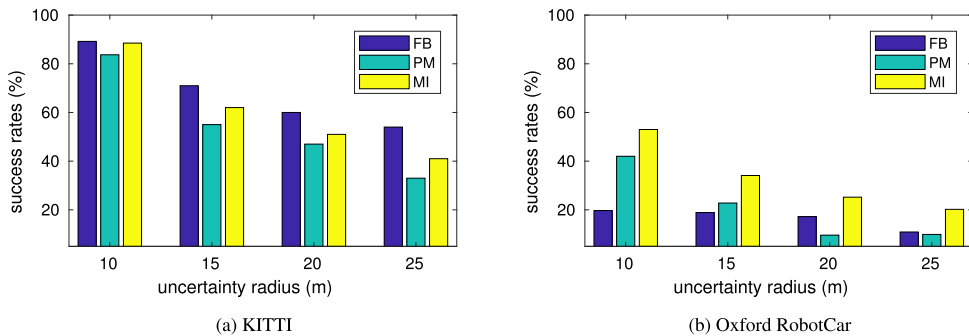 100
80
60
40
20
success rates (%)
FB
PM
MI
10 15 20 25
uncertainty radius (m)
(a) KITTI
100
80
60
40
20
success rates (%)
FB
PM
MI
10 15 20 25
uncertainty radius (m)
(b) Oxford RobotCar